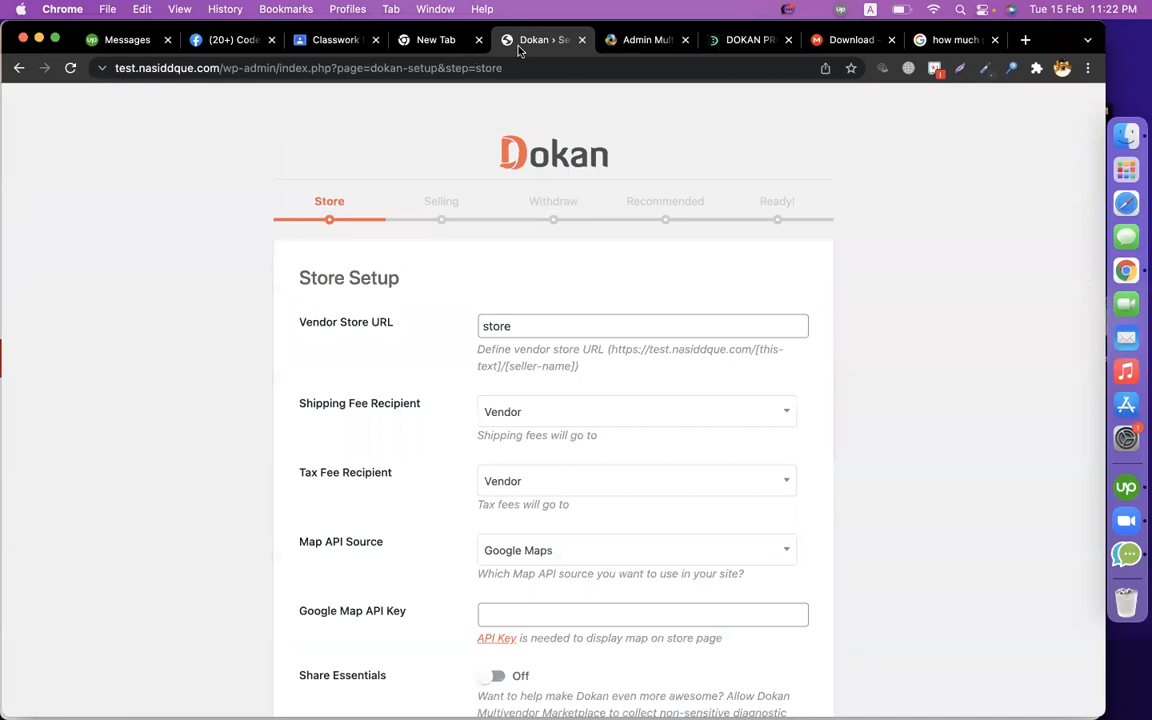 Chrome File Edit View History Bookmarks Profiles Tab Window Help A Tue 15 Feb 11:22 PM
Messages (20+) Code Classwork New Tab Dokan › Se Admin Mult DOKAN PR Download - how much
test.nasiddque.com/wp-admin/index.php?page=dokan-setup&step=store
Dokan
Store Selling Withdraw Recommended Ready!
Store Setup
Vendor Store URL store
Define vendor store URL (https://test.nasiddque.com/[this-
text]/[seller-name])
Shipping Fee Recipient Vendor
Shipping fees will go to
Tax Fee Recipient Vendor
Tax fees will go to
Map API Source Google Maps
Which Map API source you want to use in your site?
Google Map API Key
API Key is needed to display map on store page
Share Essentials Off
Want to help make Dokan even more awesome? Allow Dokan
Multivendor Marketplace to collect non-sensitive diagnostic